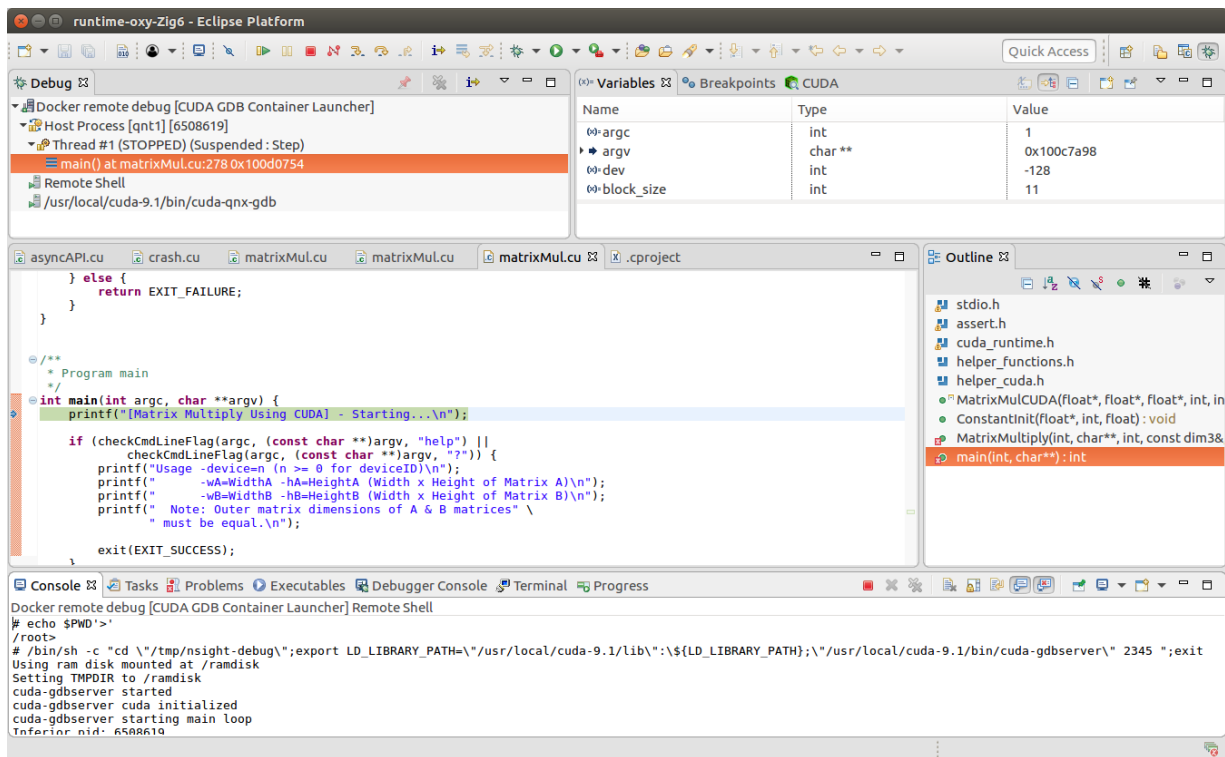 runtime-oxy-Zig6 - Eclipse Platform
Quick Access
Debug
Docker remote debug [CUDA GDB Container Launcher]
Host Process [qnt1] [6508619]
Thread #1 (STOPPED) (Suspended : Step)
main() at matrixMul.cu:278 0x100d0754
Remote Shell
/usr/local/cuda-9.1/bin/cuda-qnx-gdb
Variables Breakpoints CUDA
Name Type Value
argc int 1
argv char ** 0x100c7a98
dev int -128
block_size int 11
asyncAPI.cu crash.cu matrixMul.cu matrixMul.cu matrixMul.cu .cproject
} else {
return EXIT_FAILURE;
}
}
/**
* Program main
*/
int main(int argc, char **argv) {
printf("[Matrix Multiply Using CUDA] - Starting...\n");
if (checkCmdLineFlag(argc, (const char **)argv, "help") ||
checkCmdLineFlag(argc, (const char **)argv, "?")) {
printf("Usage -device=n (n >= 0 for deviceID)\n");
printf("      -wA=WidthA -hA=HeightA (Width x Height of Matrix A)\n");
printf("      -wB=WidthB -hB=HeightB (Width x Height of Matrix B)\n");
printf("  Note: Outer matrix dimensions of A & B matrices" \
" must be equal.\n");
exit(EXIT_SUCCESS);
}
Outline
stdio.h
assert.h
cuda_runtime.h
helper_functions.h
helper_cuda.h
MatrixMulCUDA(float*, float*, float*, int, in
ConstantInit(float*, int, float) : void
MatrixMultiply(int, char**, int, const dim3&
main(int, char**) : int
Console Tasks Problems Executables Debugger Console Terminal Progress
Docker remote debug [CUDA GDB Container Launcher] Remote Shell
# echo $PWD'>'
/root>
# /bin/sh -c "cd \"/tmp/nsight-debug\";export LD_LIBRARY_PATH=\"/usr/local/cuda-9.1/lib\":\${LD_LIBRARY_PATH};\"/usr/local/cuda-9.1/bin/cuda-gdbserver\" 2345 ";exit
Using ram disk mounted at /ramdisk
Setting TMPDIR to /ramdisk
cuda-gdbserver started
cuda-gdbserver cuda initialized
cuda-gdbserver starting main loop
Inferior pid: 6508619